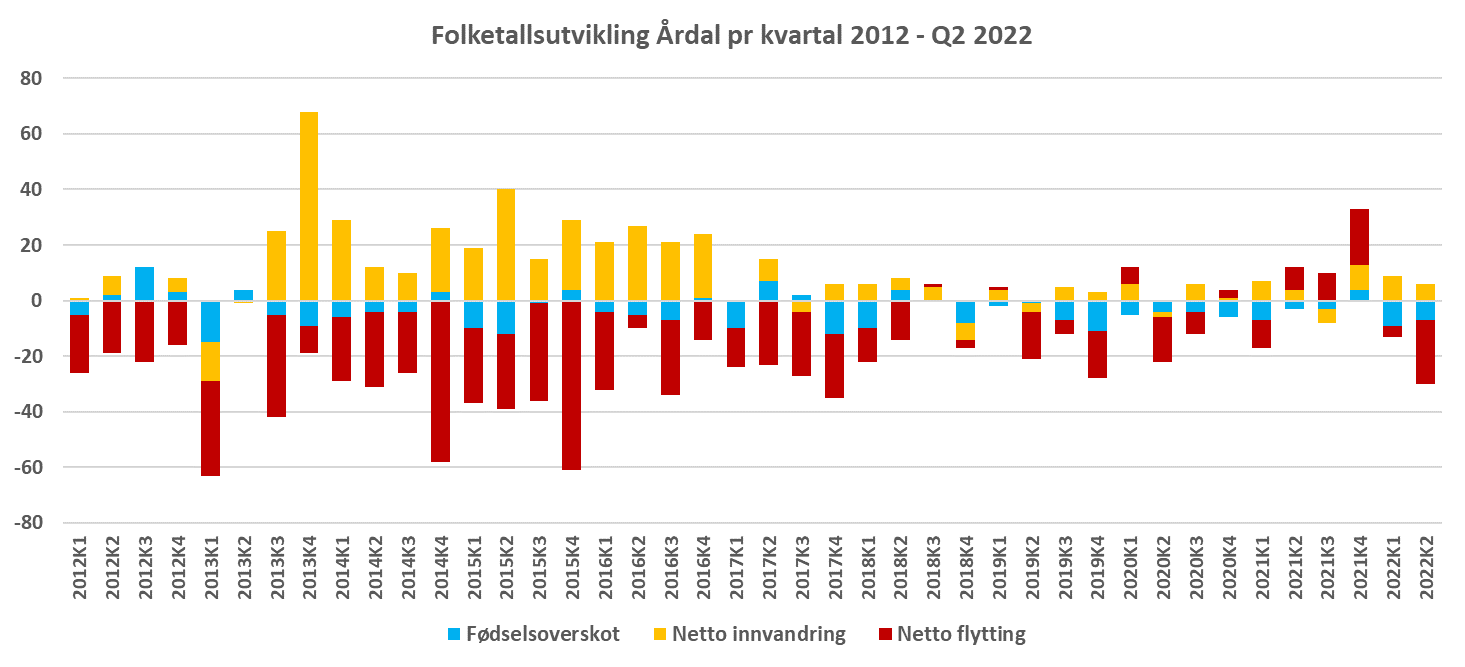 Folketallsutvikling Årdal pr kvartal 2012 - Q2 2022
80
60
40
20
0
-20
-40
-60
-80
2012K1
2012K2
2012K3
2012K4
2013K1
2013K2
2013K3
2013K4
2014K1
2014K2
2014K3
2014K4
2015K1
2015K2
2015K3
2015K4
2016K1
2016K2
2016K3
2016K4
2017K1
2017K2
2017K3
2017K4
2018K1
2018K2
2018K3
2018K4
2019K1
2019K2
2019K3
2019K4
2020K1
2020K2
2020K3
2020K4
2021K1
2021K2
2021K3
2021K4
2022K1
2022K2
Fødselsoverskot Netto innvandring Netto flytting